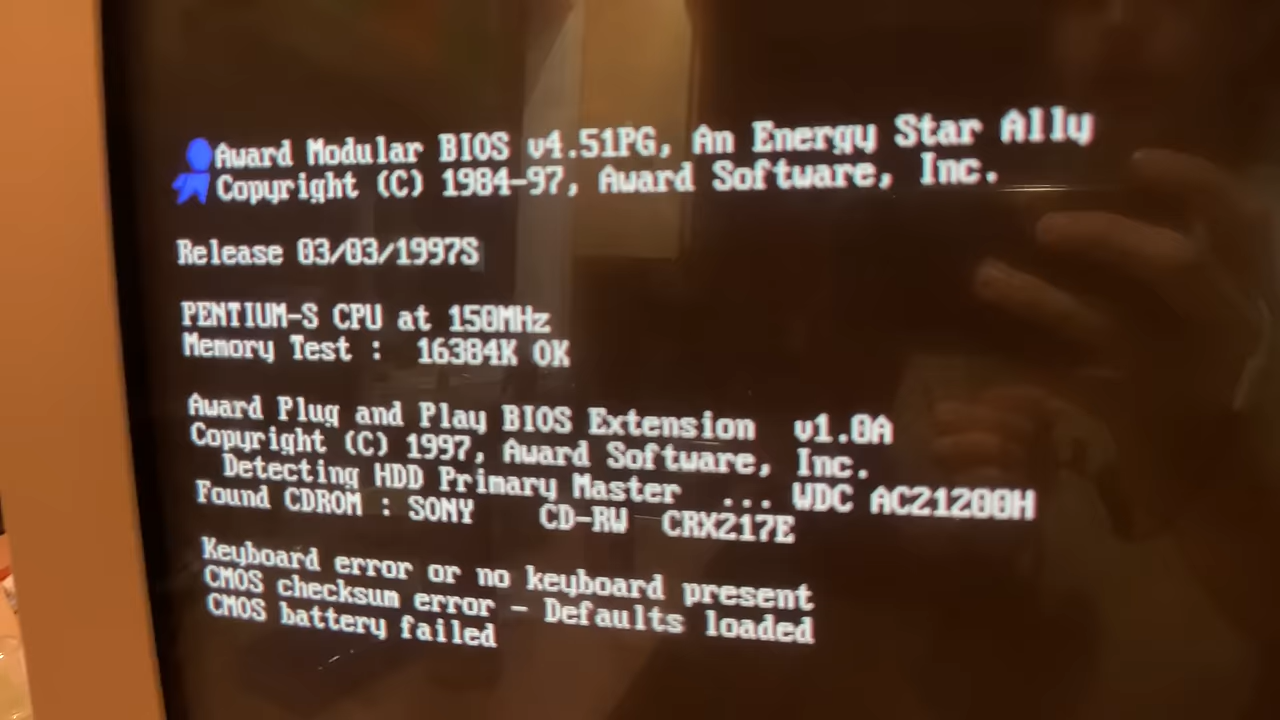 Award Modular BIOS v4.51PG, An Energy Star Ally
Copyright (C) 1984-97, Award Software, Inc.
Release 03/03/1997S
PENTIUM-S CPU at 150MHz
Memory Test :  16384K OK
Award Plug and Play BIOS Extension  v1.0A
Copyright (C) 1997, Award Software, Inc.
Detecting HDD Primary Master  ... WDC AC21200H
Found CDROM : SONY    CD-RW  CRX217E
Keyboard error or no keyboard present
CMOS checksum error - Defaults loaded
CMOS battery failed